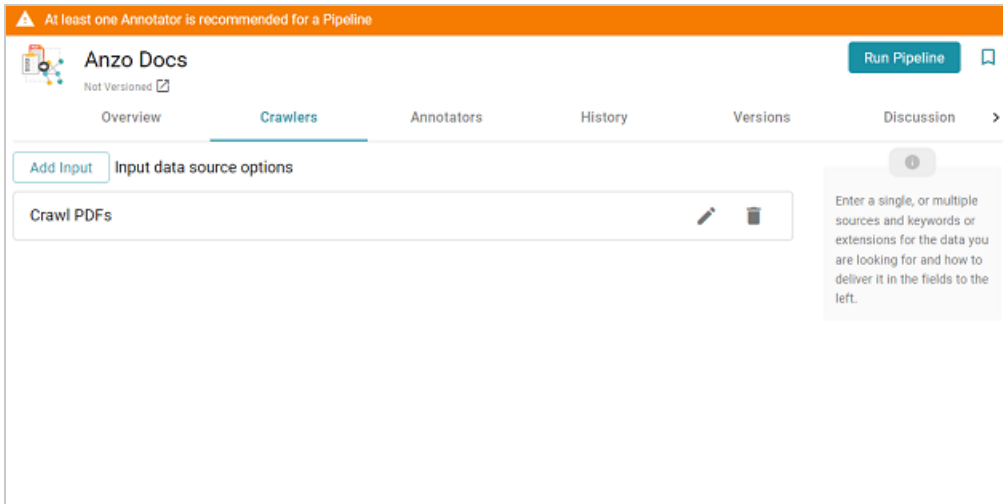 At least one Annotator is recommended for a Pipeline
Anzo Docs
Run Pipeline
Not Versioned
Overview
Crawlers
Annotators
History
Versions
Discussion
Add Input
Input data source options
Crawl PDFs
Enter a single, or multiple
sources and keywords or
extensions for the data you
are looking for and how to
deliver it in the fields to the
left.